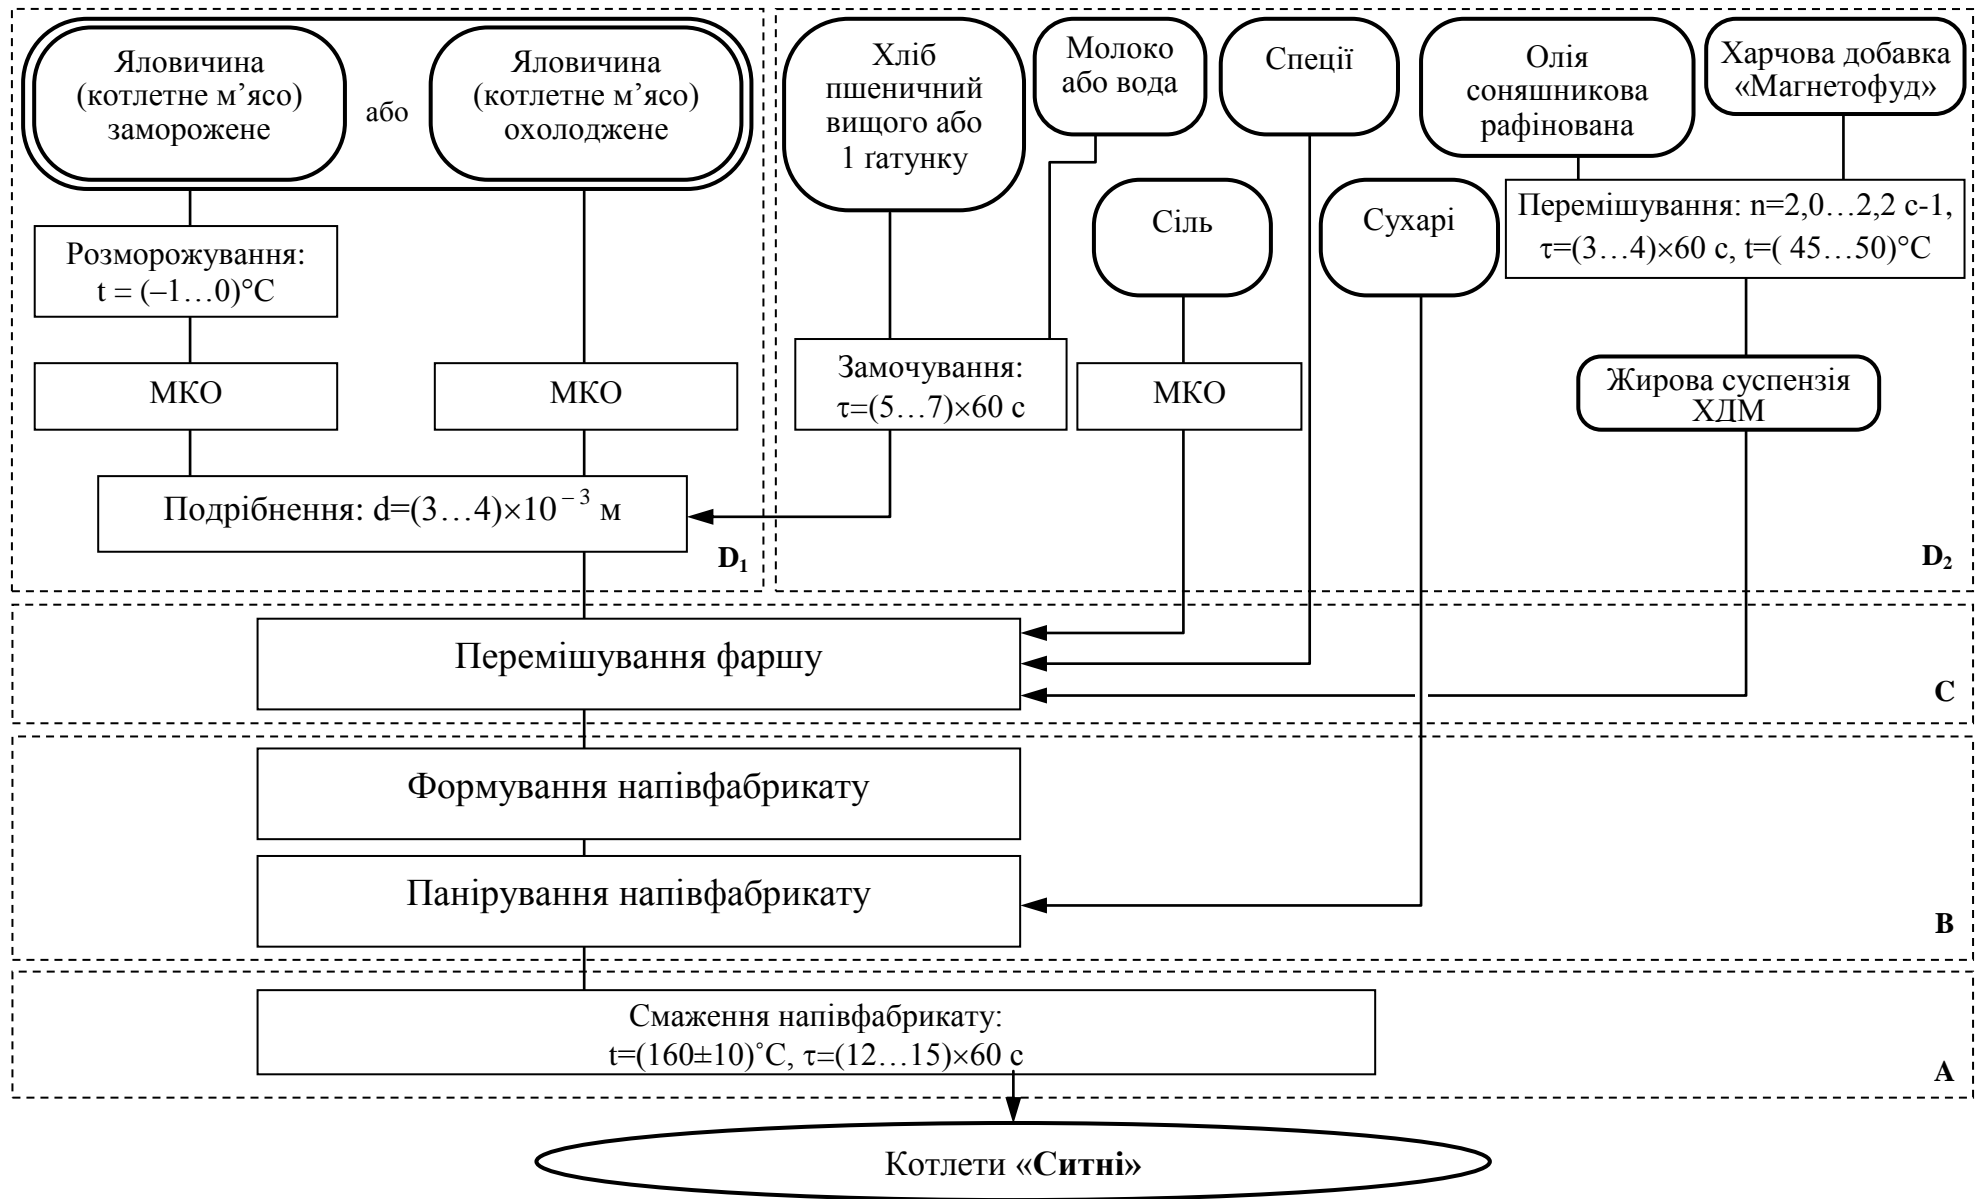 Яловичина
(котлетне м’ясо)
заморожене
або
Яловичина
(котлетне м’ясо)
охолоджене
Хліб
пшеничний
вищого або
1 ґатунку
Молоко
або вода
Спеції
Олія
соняшникова
рафінована
Харчова добавка
«Магнетофуд»
Сіль
Сухарі
Перемішування: n=2,0…2,2 с-1,
τ=(3…4)×60 с, t=( 45…50)°С
Розморожування:
t = (–1…0)°С
МКО
МКО
Замочування:
τ=(5…7)×60 с
МКО
Жирова суспензія
ХДМ
Подрібнення: d=(3…4)×10⁻³ м
D₁
D₂
Перемішування фаршу
C
Формування напівфабрикату
Панірування напівфабрикату
B
Смаження напівфабрикату:
t=(160±10)˚С, τ=(12…15)×60 с
A
Котлети «Ситні»